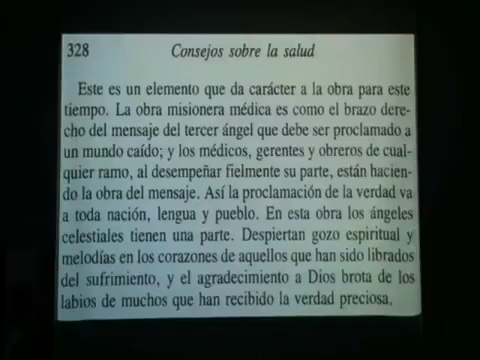 328 Consejos sobre la salud
Este es un elemento que da carácter a la obra para este
tiempo. La obra misionera médica es como el brazo dere-
cho del mensaje del tercer ángel que debe ser proclamado a
un mundo caído; y los médicos, gerentes y obreros de cual-
quier ramo, al desempeñar fielmente su parte, están hacien-
do la obra del mensaje. Así la proclamación de la verdad va
a toda nación, lengua y pueblo. En esta obra los ángeles
celestiales tienen una parte. Despiertan gozo espiritual y
melodías en los corazones de aquellos que han sido librados
del sufrimiento, y el agradecimiento a Dios brota de los
labios de muchos que han recibido la verdad preciosa.